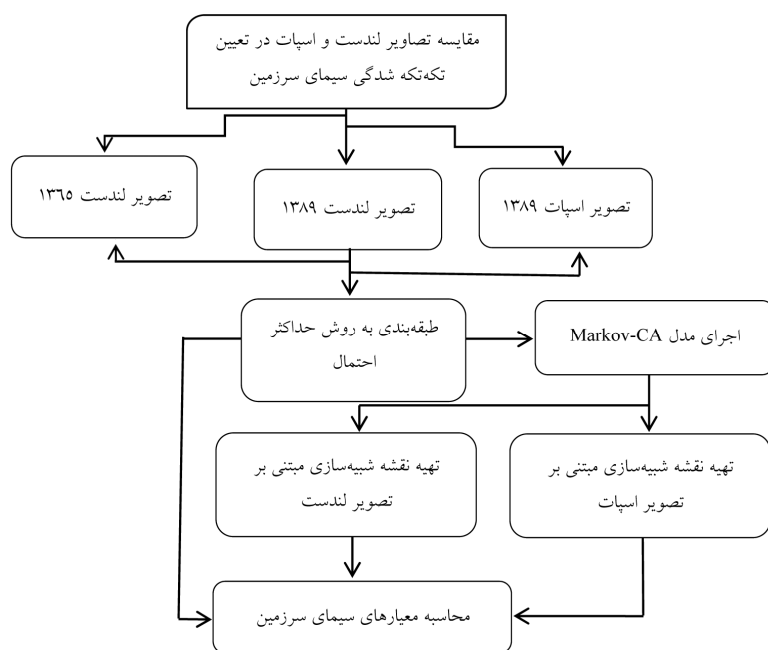 مقایسه تصاویر لندست و اسپات در تعیین
تکه‌تکه شدگی سیمای سرزمین
تصویر اسپات ۱۳۸۹
تصویر لندست ۱۳۸۹
تصویر لندست ۱۳۶۵
طبقه‌بندی به روش حداکثر
احتمال
اجرای مدل Markov-CA
تهیه نقشه شبیه‌سازی مبتنی بر
تصویر اسپات
تهیه نقشه شبیه‌سازی مبتنی بر
تصویر لندست
محاسبه معیارهای سیمای سرزمین